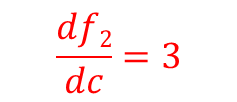 df₂/dc = 3